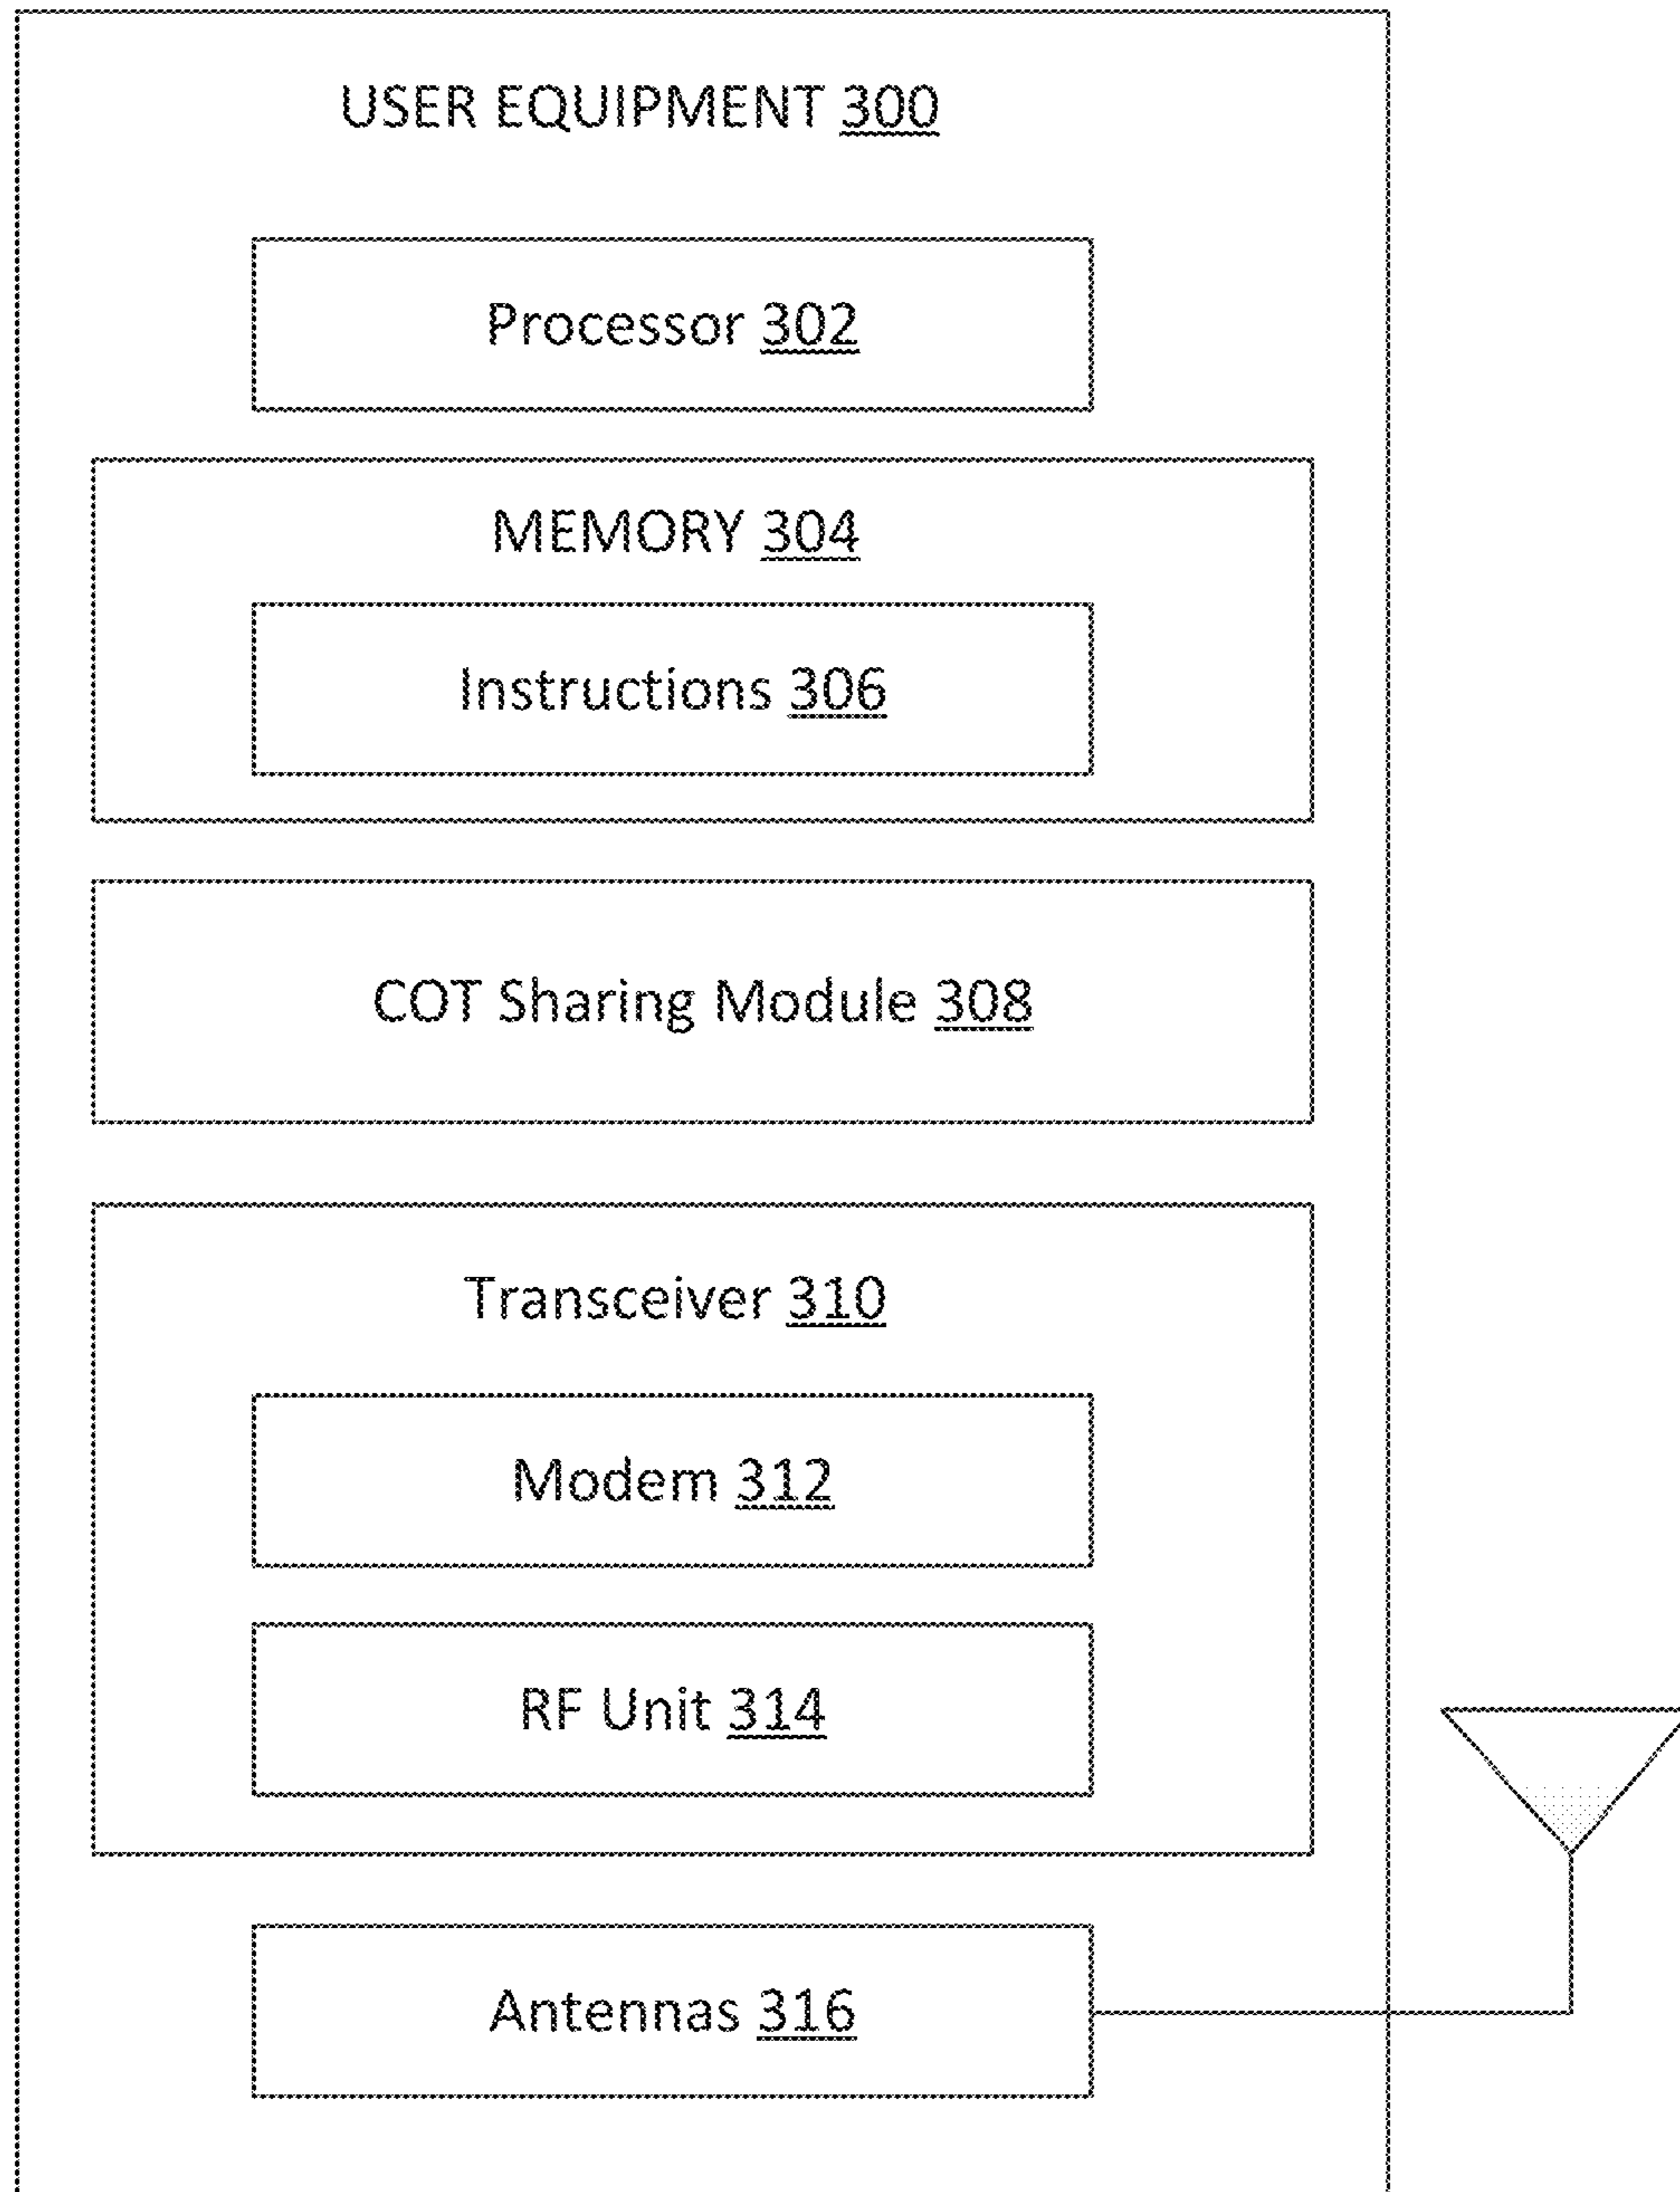 USER EQUIPMENT 300
Processor 302
MEMORY 304
Instructions 306
COT Sharing Module 308
Transceiver 310
Modem 312
RF Unit 314
Antennas 316